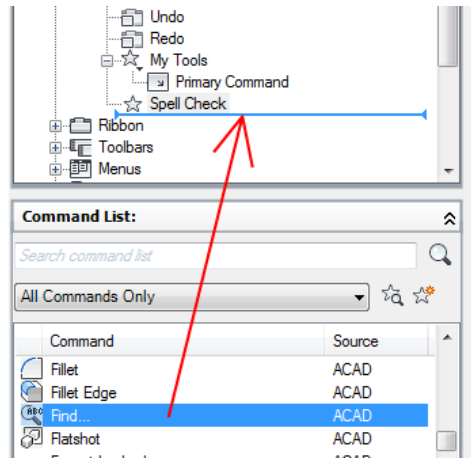 Undo
Redo
My Tools
Primary Command
Spell Check
Ribbon
Toolbars
Menus
Command List:
Search command list
All Commands Only
Command Source
Fillet ACAD
Fillet Edge ACAD
ABC Find... ACAD
Flatshot ACAD